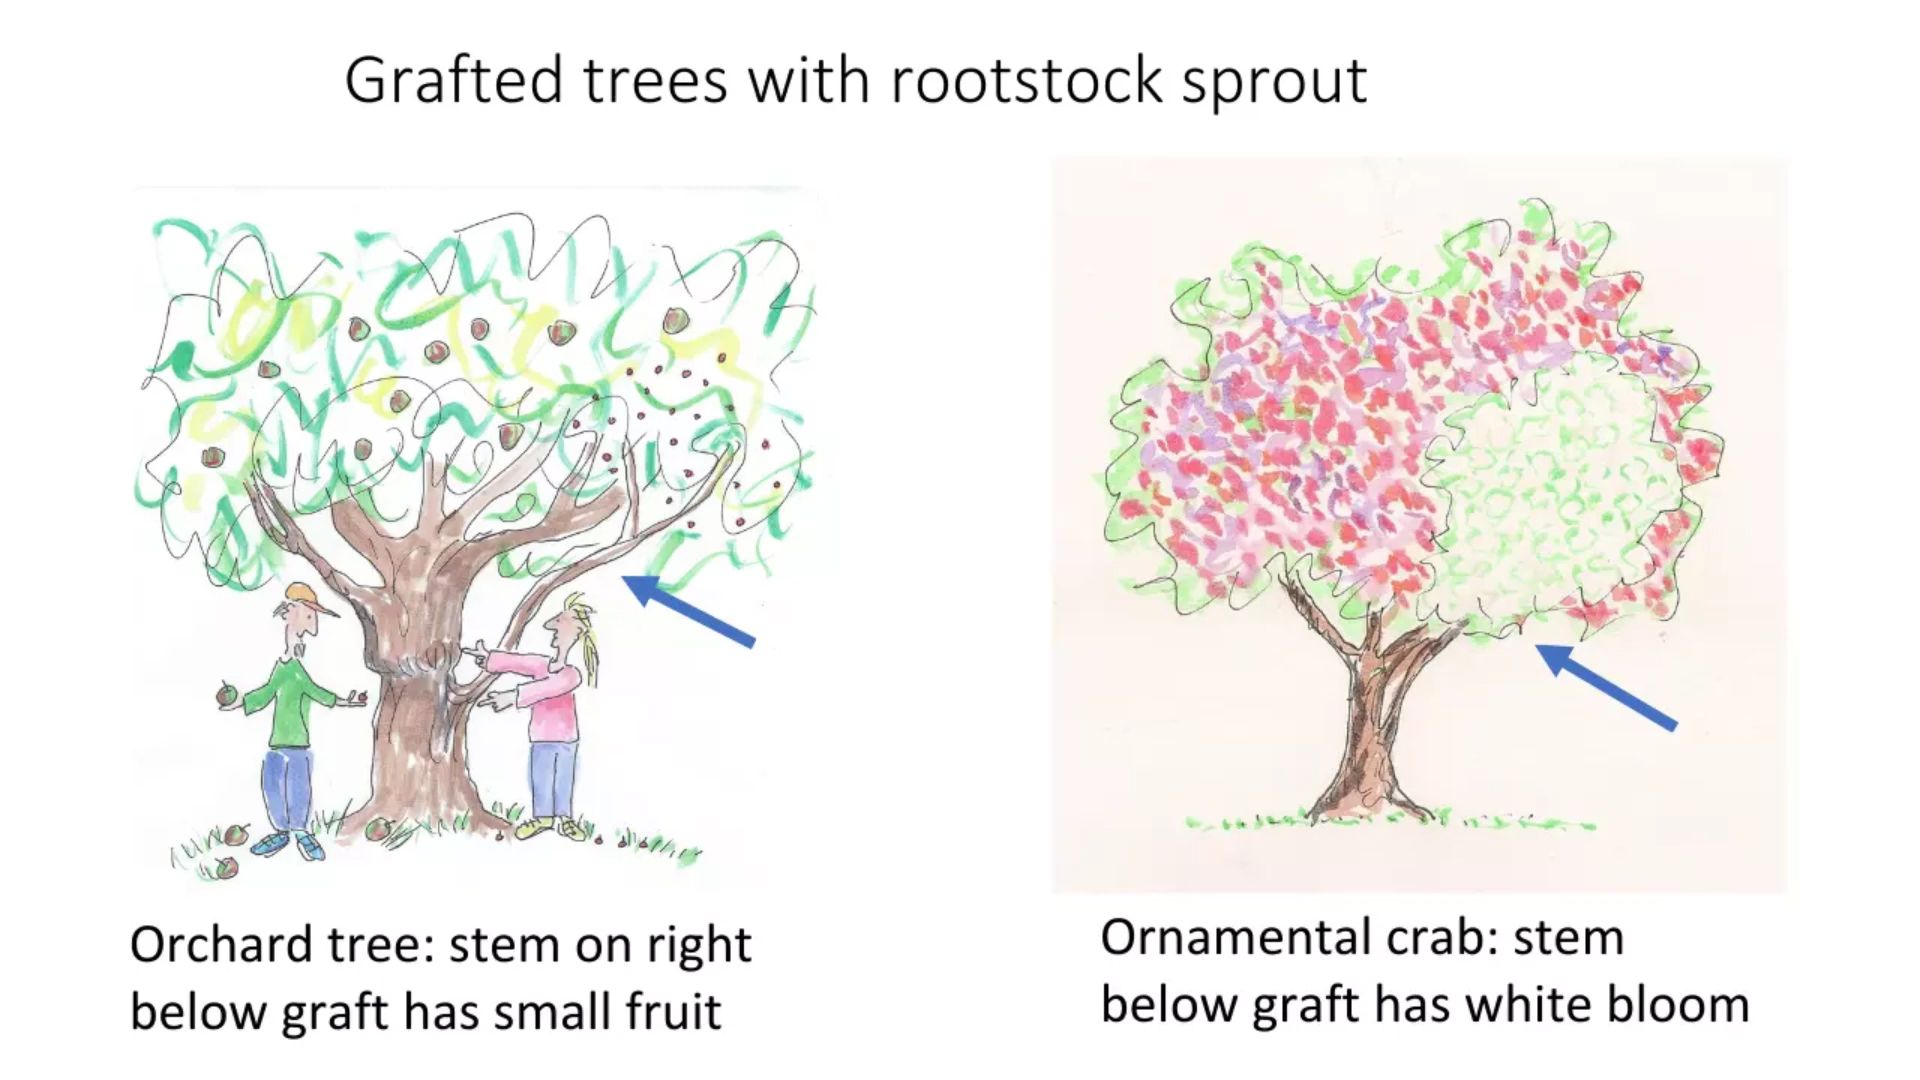 Grafted trees with rootstock sprout
Orchard tree: stem on right
below graft has small fruit
Ornamental crab: stem
below graft has white bloom